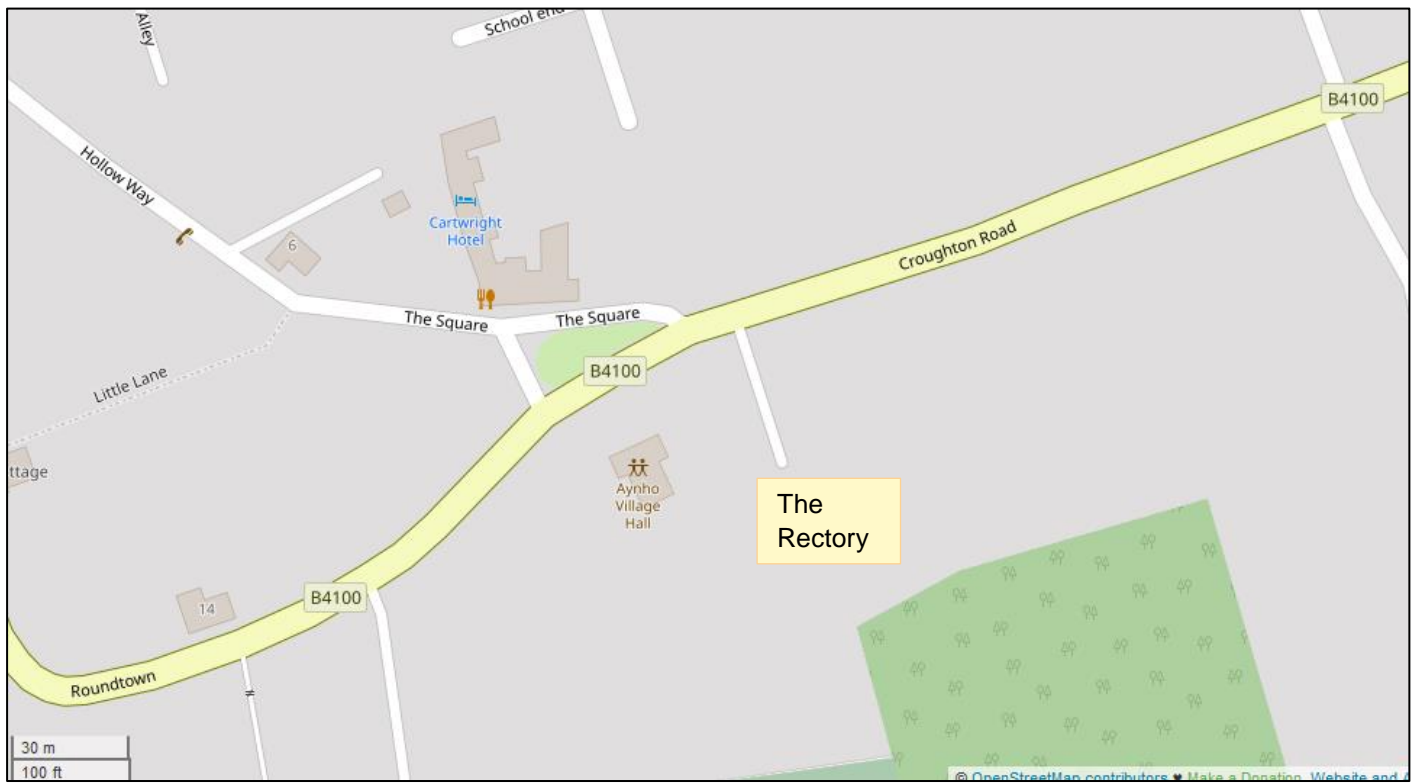 Alley
School end
B4100
Hollow Way
6
Cartwright
Hotel
Croughton Road
The Square
The Square
B4100
Little Lane
ttage
Aynho
Village
Hall
The
Rectory
14
B4100
Roundtown
30 m
100 ft
© OpenStreetMap contributors ♥ Make a Donation. Website and